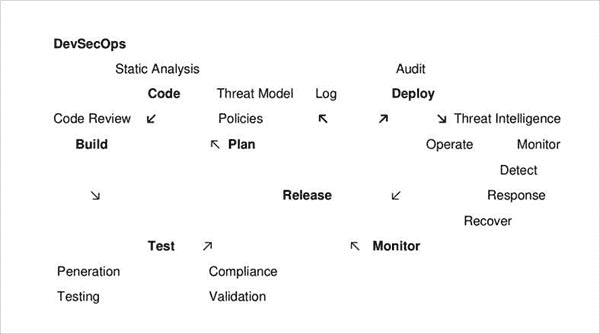 DevSecOps
Static Analysis Audit
Code Threat Model Log Deploy
Code Review ↙ Policies ↖ ↗ ↘ Threat Intelligence
Build ↖ Plan Operate Monitor
Detect
↘ Release ↙ Response
Recover
Test ↗ ↖ Monitor
Peneration Compliance
Testing Validation